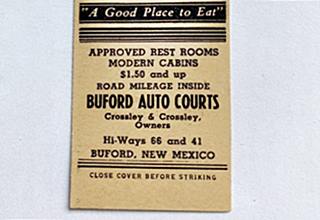 "A Good Place to Eat"
APPROVED REST ROOMS
MODERN CABINS
$1.50 and up
ROAD MILEAGE INSIDE
BUFORD AUTO COURTS
Crossley & Crossley,
Owners
Hi-Ways 66 and 41
BUFORD, NEW MEXICO
CLOSE COVER BEFORE STRIKING